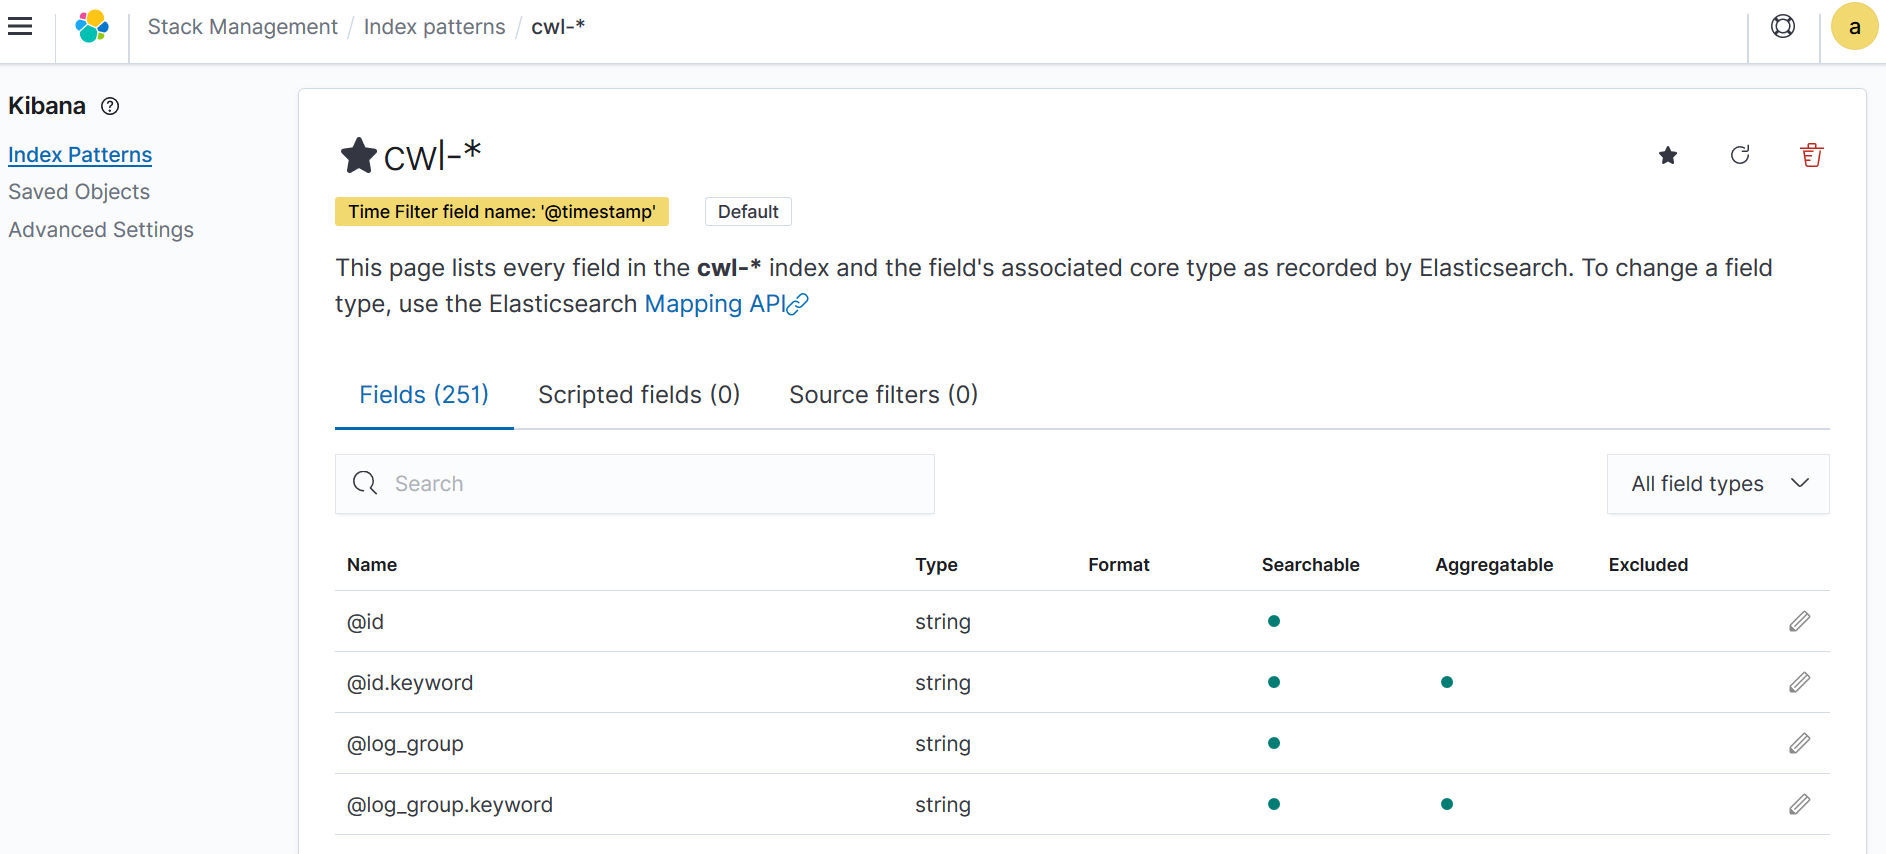 Stack Management / Index patterns / cwl-*
a
Kibana
Index Patterns
Saved Objects
Advanced Settings
cwl-*
Time Filter field name: '@timestamp'
Default
This page lists every field in the cwl-* index and the field's associated core type as recorded by Elasticsearch. To change a field
type, use the Elasticsearch Mapping API
Fields (251)
Scripted fields (0)
Source filters (0)
Search
All field types
Name Type Format Searchable Aggregatable Excluded
@id string
@id.keyword string
@log_group string
@log_group.keyword string